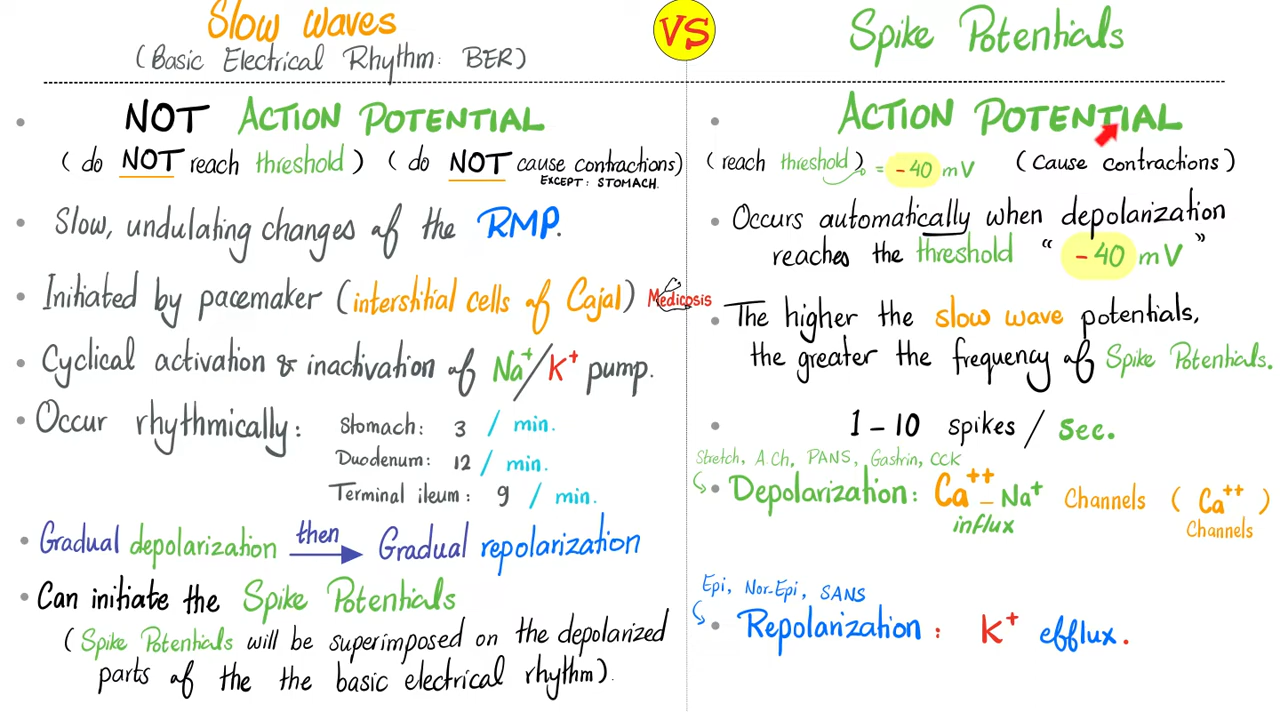 Slow waves
(Basic Electrical Rhythm: BER)
NOT ACTION POTENTIAL
(do NOT reach threshold) (do NOT cause contractions)
EXCEPT: STOMACH.
• Slow, undulating changes of the RMP.
• Initiated by pacemaker (interstitial cells of Cajal)
Medicosis
• Cyclical activation & inactivation of Na+/K+ pump.
• Occur rhythmically:
Stomach: 3 / min.
Duodenum: 12 / min.
Terminal ileum: 9 / min.
• Gradual depolarization then Gradual repolarization
• Can initiate the Spike Potentials
(Spike Potentials will be superimposed on the depolarized
parts of the the basic electrical rhythm).
VS
Spike Potentials
• ACTION POTENTIAL
(reach threshold) = -40 mV (cause contractions)
• Occurs automatically when depolarization
reaches the threshold "-40 mV"
• The higher the slow wave potentials,
the greater the frequency of Spike Potentials.
• 1-10 spikes / sec.
Stretch, A.Ch, PANS, Gastrin, CCK
• Depolarization: Ca++ - Na+ Channels (Ca++)
influx
Channels
Epi, Nor-Epi, SANS
• Repolarization: K+ efflux.